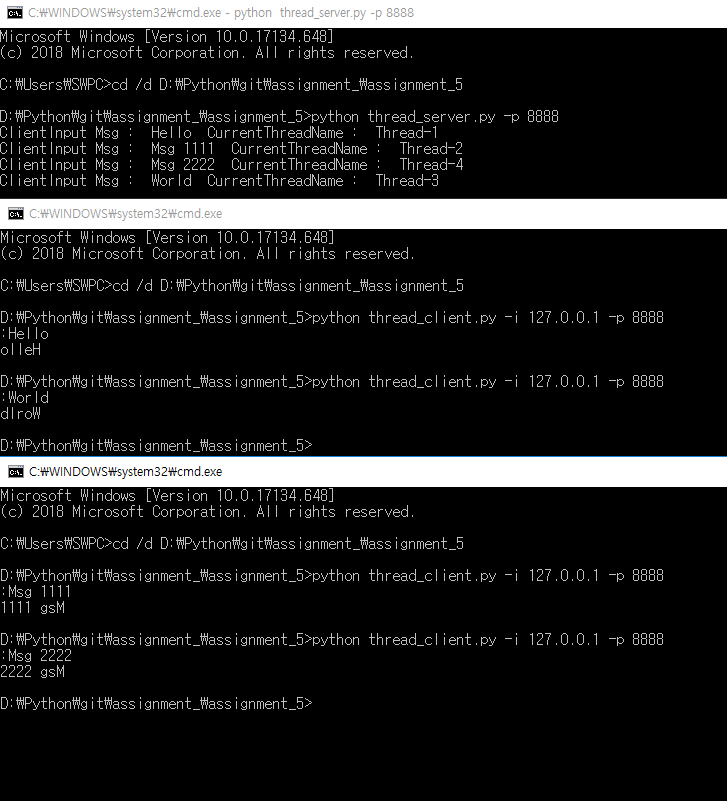 C:₩WINDOWS₩system32₩cmd.exe - python  thread_server.py -p 8888
Microsoft Windows [Version 10.0.17134.648]
(c) 2018 Microsoft Corporation. All rights reserved.
C:₩Users₩SWPC>cd /d D:₩Python₩git₩assignment_₩assignment_5
D:₩Python₩git₩assignment_₩assignment_5>python thread_server.py -p 8888
ClientInput Msg :  Hello  CurrentThreadName :  Thread-1
ClientInput Msg :  Msg 1111  CurrentThreadName :  Thread-2
ClientInput Msg :  Msg 2222  CurrentThreadName :  Thread-4
ClientInput Msg :  World  CurrentThreadName :  Thread-3
C:₩WINDOWS₩system32₩cmd.exe
Microsoft Windows [Version 10.0.17134.648]
(c) 2018 Microsoft Corporation. All rights reserved.
C:₩Users₩SWPC>cd /d D:₩Python₩git₩assignment_₩assignment_5
D:₩Python₩git₩assignment_₩assignment_5>python thread_client.py -i 127.0.0.1 -p 8888
:Hello
olleH
D:₩Python₩git₩assignment_₩assignment_5>python thread_client.py -i 127.0.0.1 -p 8888
:World
dlroW
D:₩Python₩git₩assignment_₩assignment_5>
C:₩WINDOWS₩system32₩cmd.exe
Microsoft Windows [Version 10.0.17134.648]
(c) 2018 Microsoft Corporation. All rights reserved.
C:₩Users₩SWPC>cd /d D:₩Python₩git₩assignment_₩assignment_5
D:₩Python₩git₩assignment_₩assignment_5>python thread_client.py -i 127.0.0.1 -p 8888
:Msg 1111
1111 gsM
D:₩Python₩git₩assignment_₩assignment_5>python thread_client.py -i 127.0.0.1 -p 8888
:Msg 2222
2222 gsM
D:₩Python₩git₩assignment_₩assignment_5>